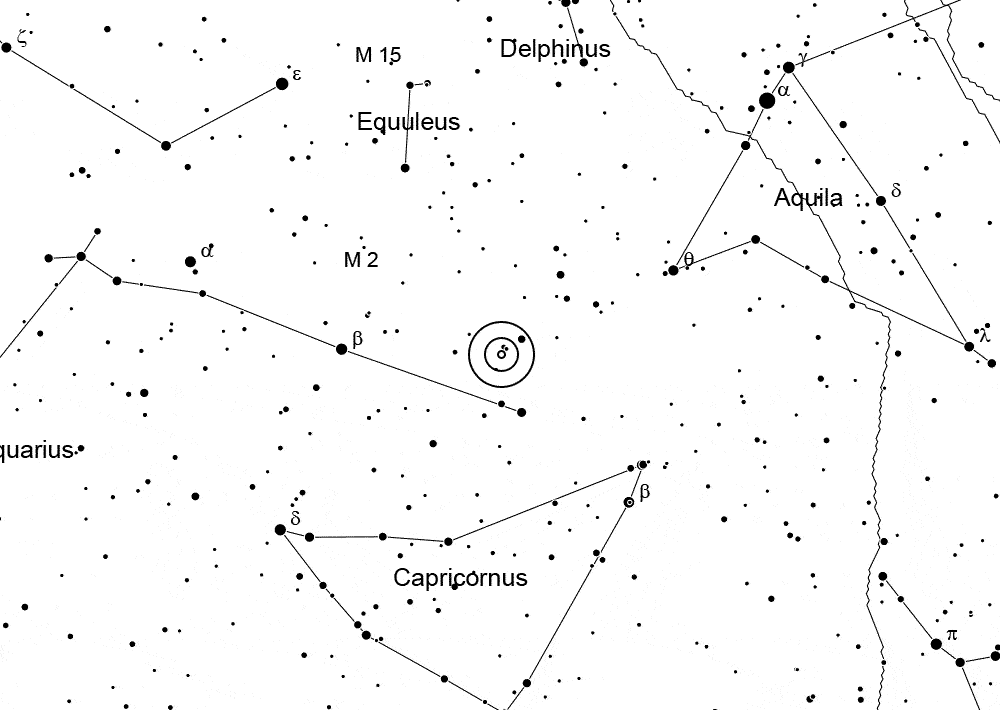 ζ
ε
M 15
Delphinus
γ
α
Equuleus
δ
Aquila
α
M 2
θ
β
λ
quarius
β
δ
Capricornus
π